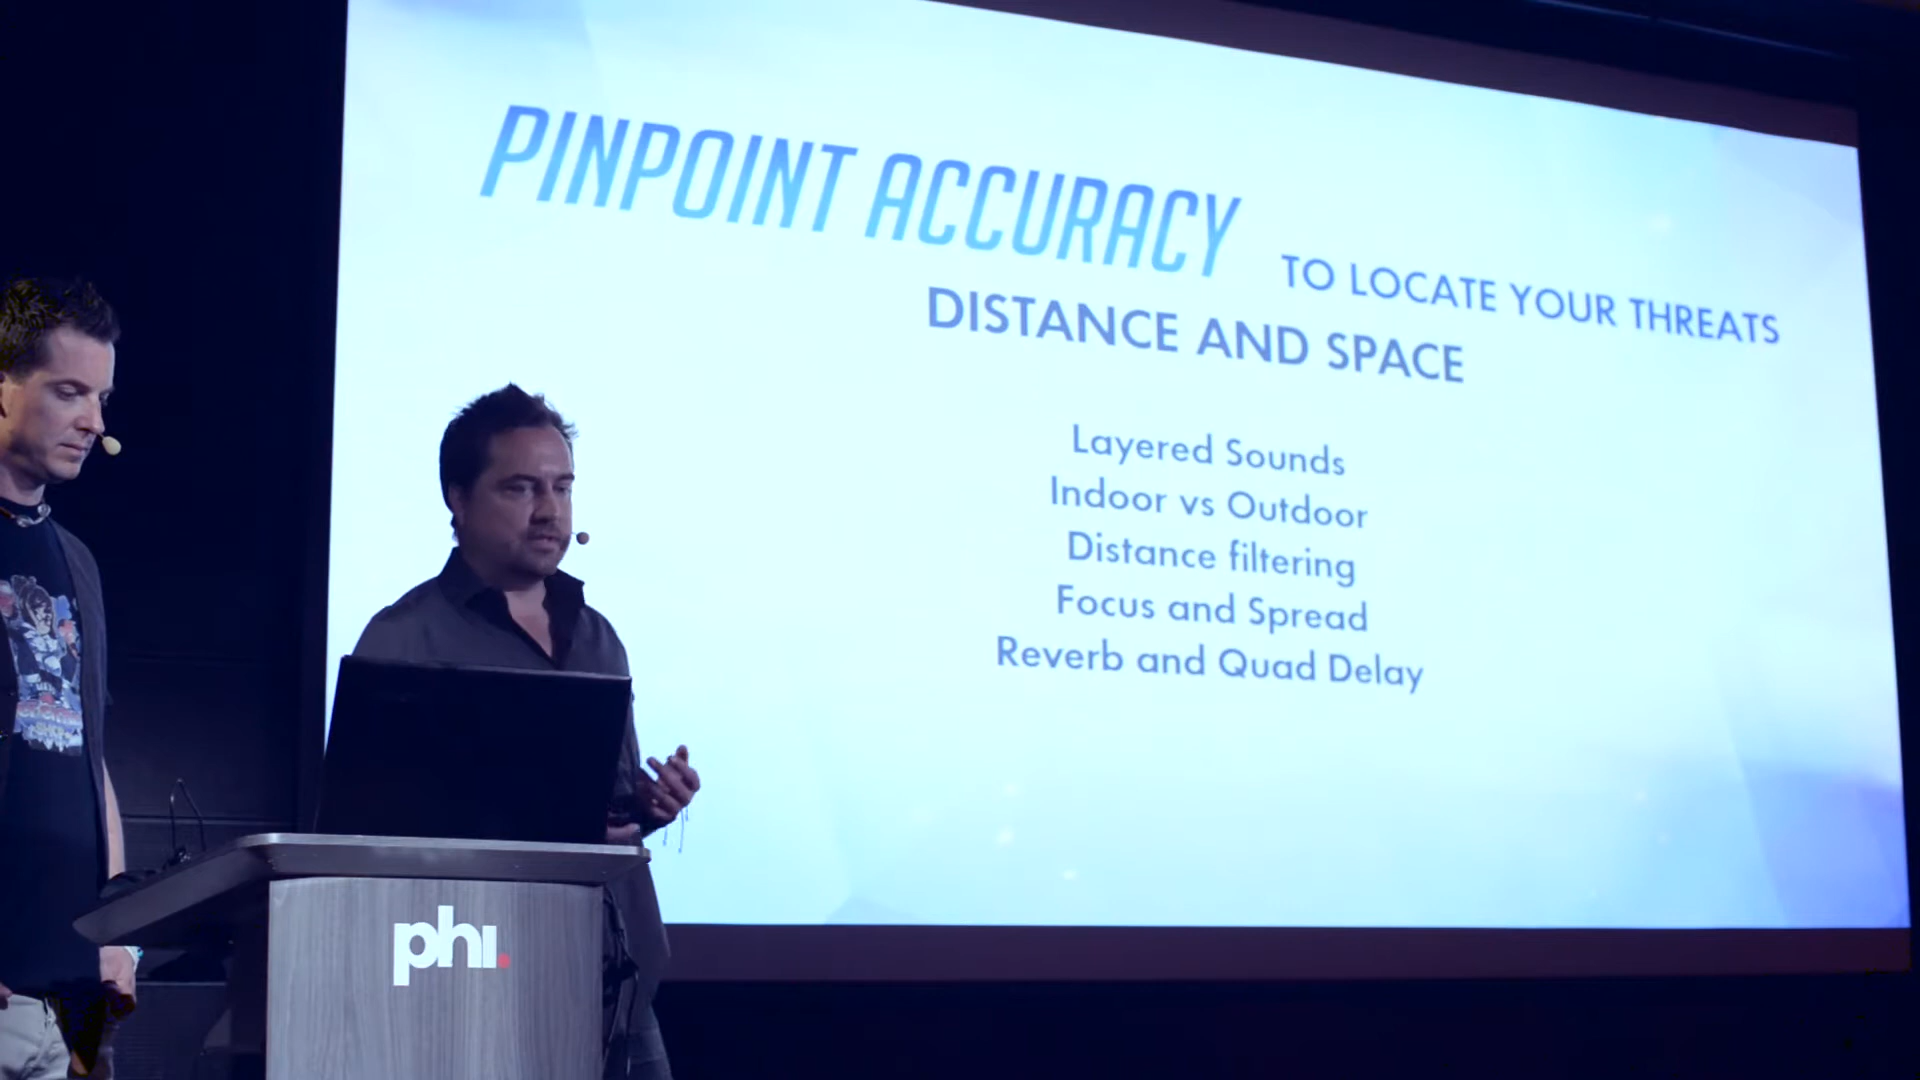 PINPOINT ACCURACY TO LOCATE YOUR THREATS
DISTANCE AND SPACE
Layered Sounds
Indoor vs Outdoor
Distance filtering
Focus and Spread
Reverb and Quad Delay
phi.